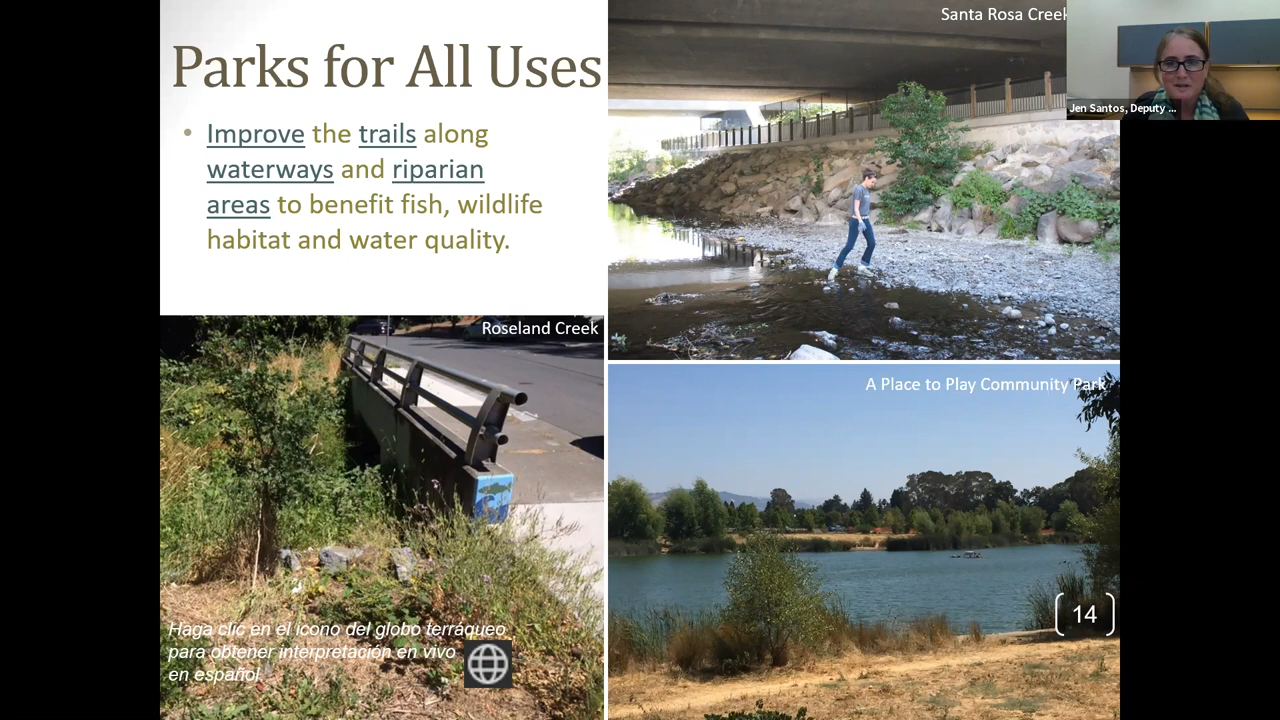 Parks for All Uses
• Improve the trails along
waterways and riparian
areas to benefit fish, wildlife
habitat and water quality.
Santa Rosa Creek
Jen Santos, Deputy ...
Roseland Creek
A Place to Play Community Park
Haga clic en el icono del globo terráqueo
para obtener interpretación en vivo
en español
14